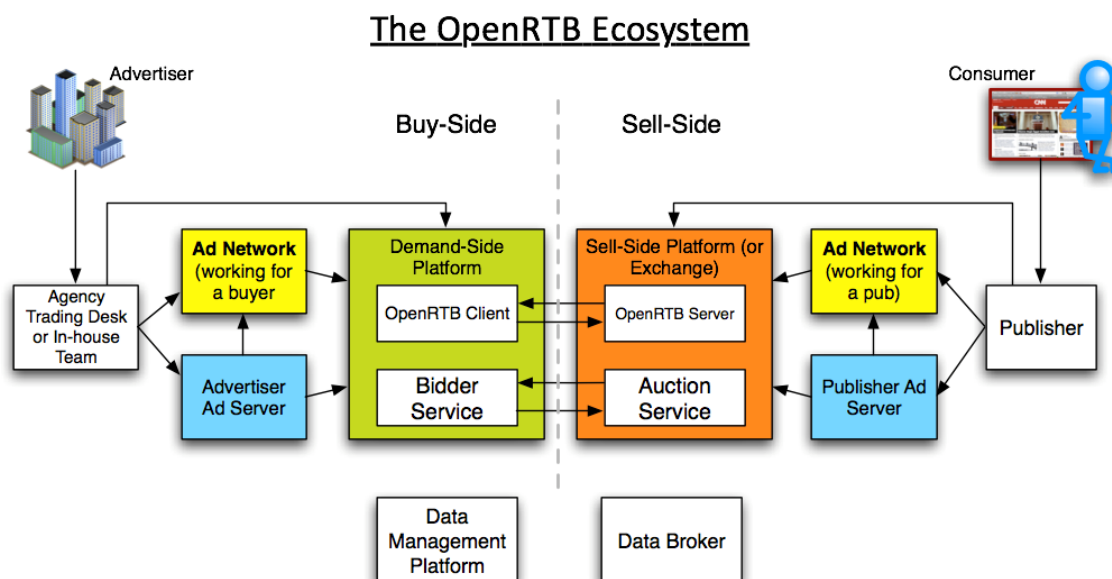 The OpenRTB Ecosystem
Advertiser
Consumer
Buy-Side
Sell-Side
CNN
Ad Network
(working for
a buyer
Demand-Side
Platform
Sell-Side Platform (or
Exchange)
Ad Network
(working for
a pub)
Agency
Trading Desk
or In-house
Team
OpenRTB Client
OpenRTB Server
Publisher
Advertiser
Ad Server
Bidder
Service
Auction
Service
Publisher Ad
Server
Data
Management
Platform
Data Broker